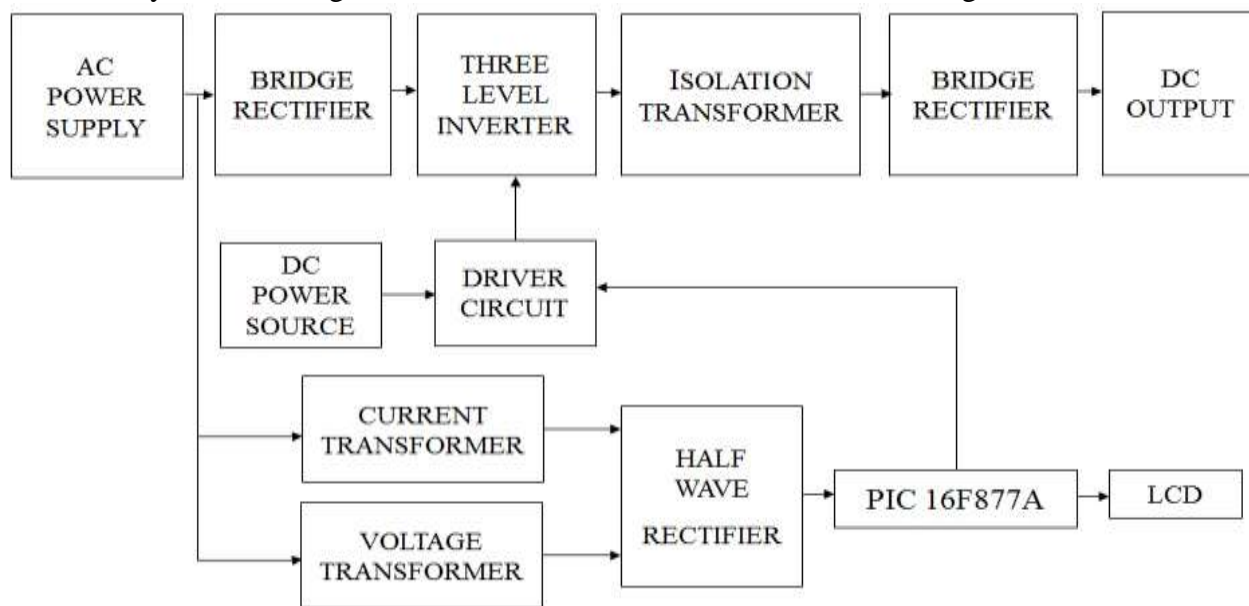 AC
POWER
SUPPLY
BRIDGE
RECTIFIER
THREE
LEVEL
INVERTER
ISOLATION
TRANSFORMER
BRIDGE
RECTIFIER
DC
OUTPUT
DC
POWER
SOURCE
DRIVER
CIRCUIT
CURRENT
TRANSFORMER
HALF
WAVE
RECTIFIER
PIC 16F877A
LCD
VOLTAGE
TRANSFORMER